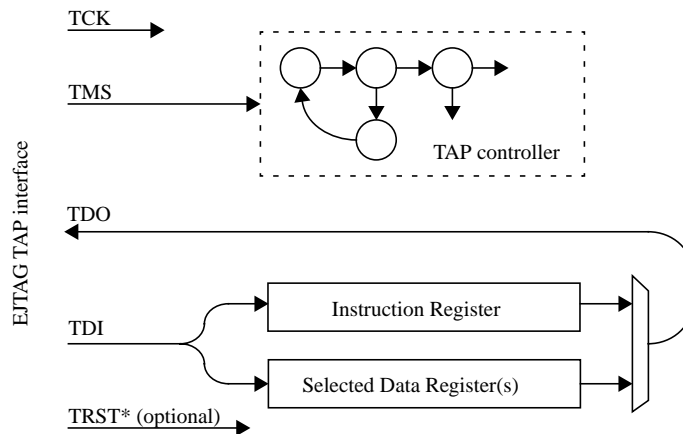 TCK
TMS
TAP controller
EJTAG TAP interface
TDO
Instruction Register
TDI
Selected Data Register(s)
TRST* (optional)